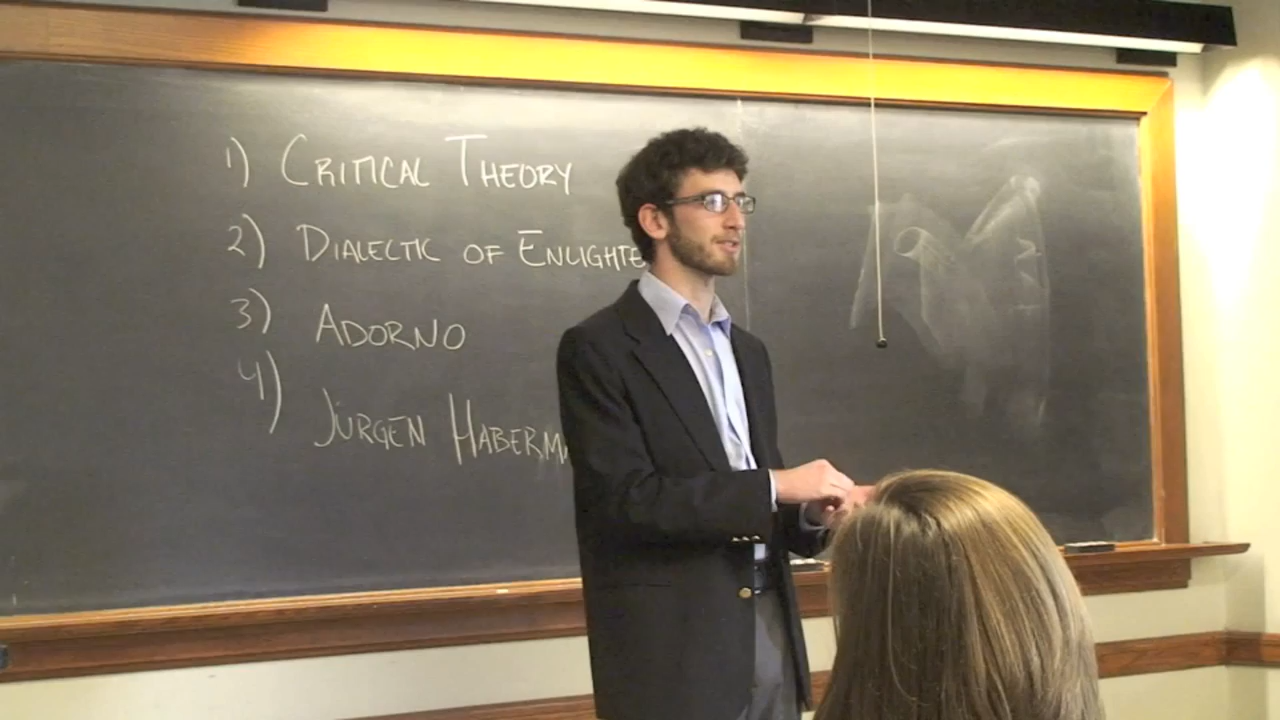 1) CRITICAL THEORY
2) DIALECTIC OF ENLIGHTE
3) ADORNO
4) JÜRGEN HABERM